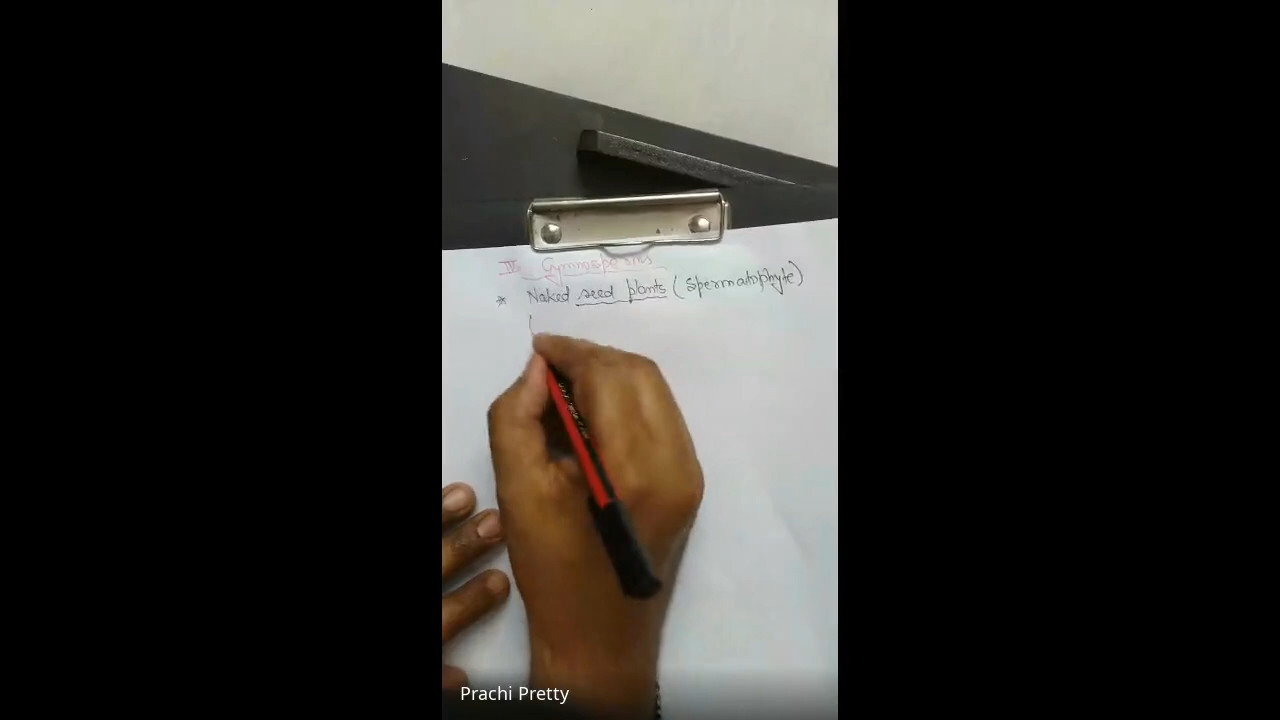 IV. Gymnosperms
* Naked seed plants (Spermatophyte)
(
Prachi Pretty